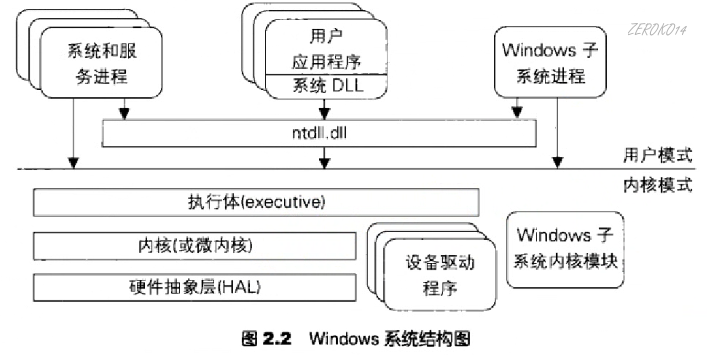 ZEROKO14
系统和服
务进程
用户
应用程序
系统 DLL
Windows 子
系统进程
ntdll.dll
用户模式
内核模式
执行体(executive)
内核(或微内核)
设备驱动
程序
Windows 子
系统内核模块
硬件抽象层(HAL)
图 2.2 Windows 系统结构图